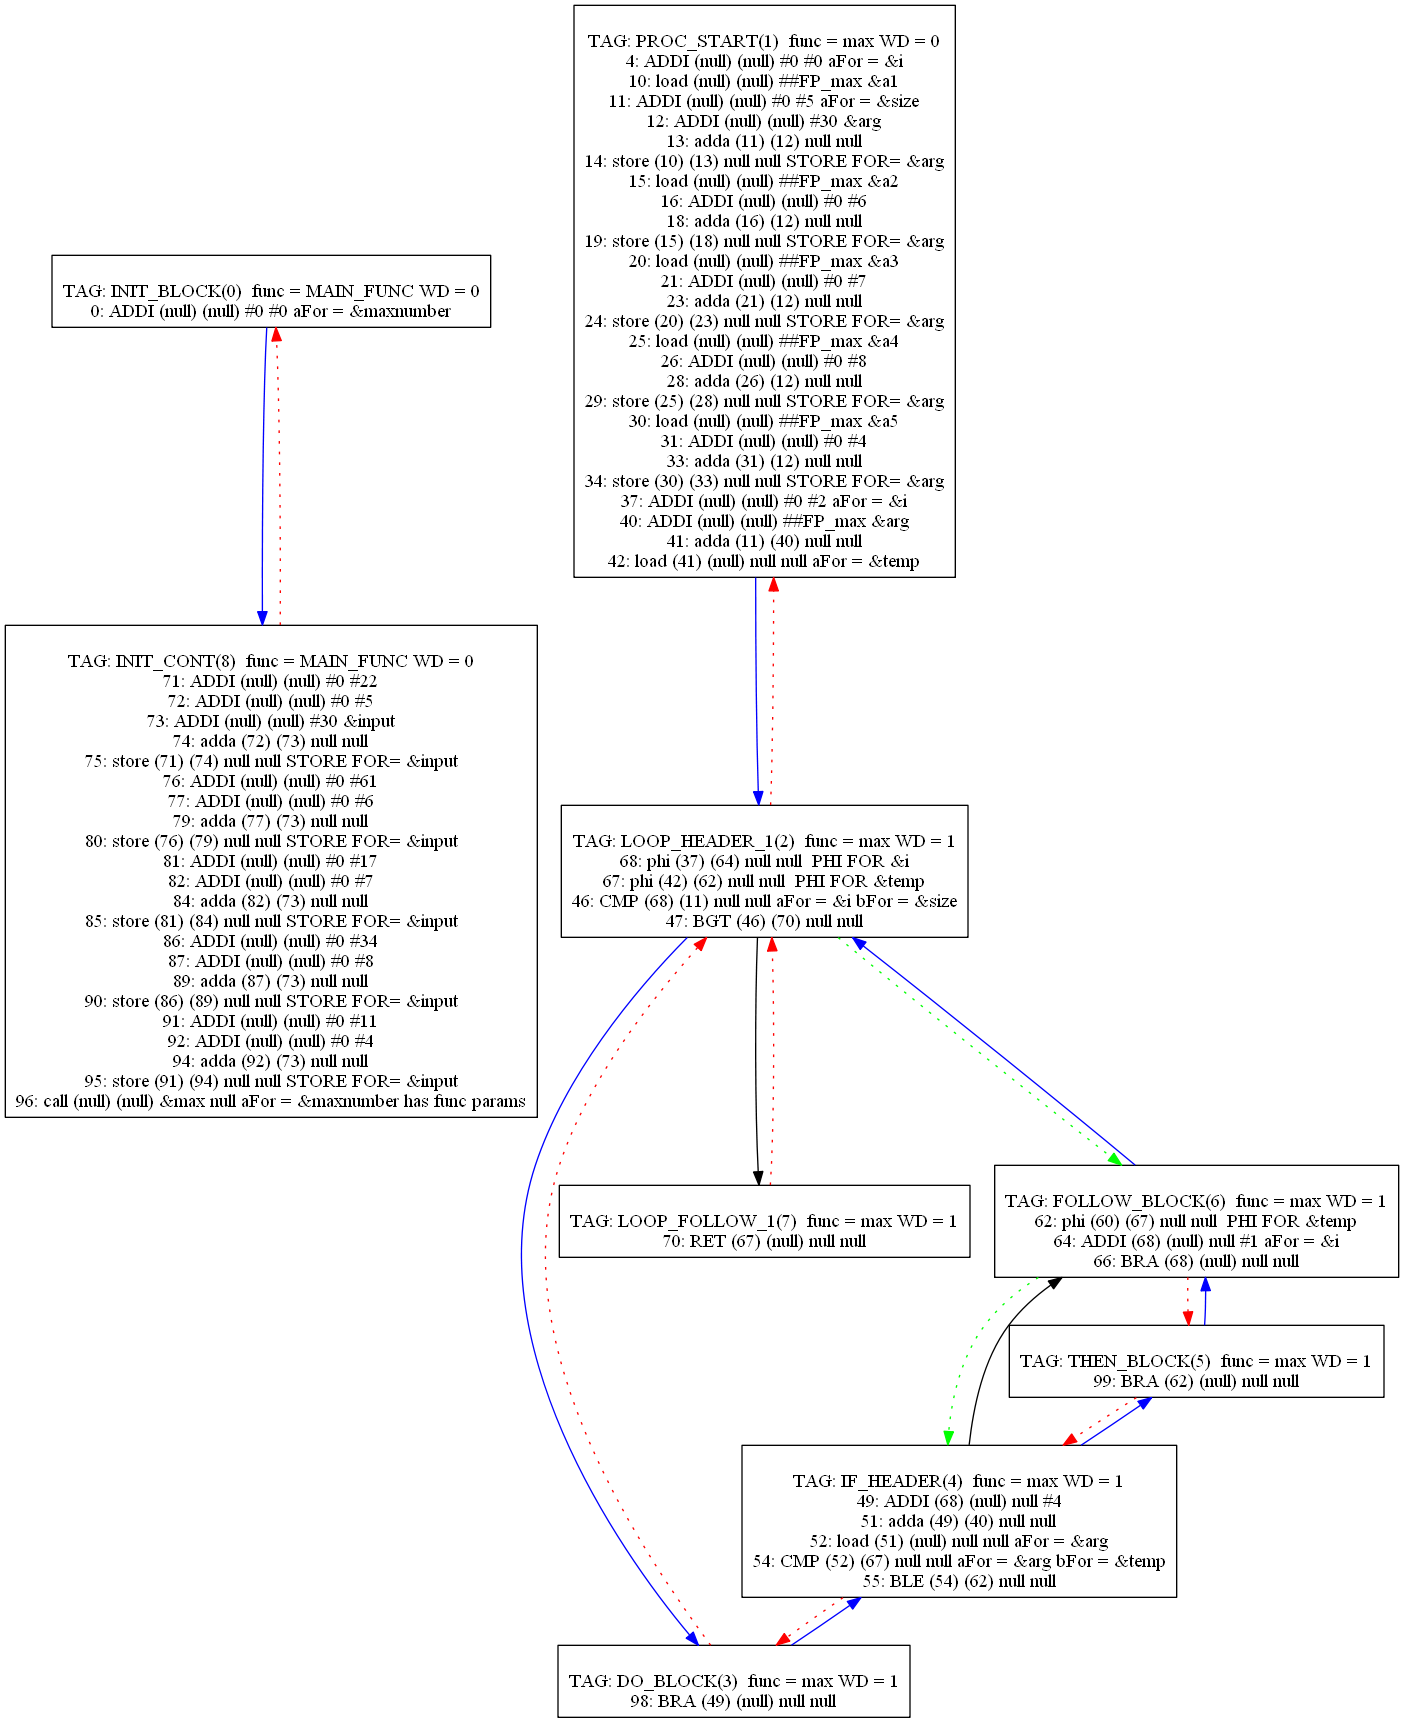 TAG: PROC_START(1) func = max WD = 0
4: ADDI (null) (null) #0 #0 aFor = &i
10: load (null) (null) ##FP_max &a1
11: ADDI (null) (null) #0 #5 aFor = &size
12: ADDI (null) (null) #30 &arg
13: adda (11) (12) null null
14: store (10) (13) null null STORE FOR= &arg
15: load (null) (null) ##FP_max &a2
16: ADDI (null) (null) #0 #6
18: adda (16) (12) null null
19: store (15) (18) null null STORE FOR= &arg
20: load (null) (null) ##FP_max &a3
21: ADDI (null) (null) #0 #7
23: adda (21) (12) null null
24: store (20) (23) null null STORE FOR= &arg
25: load (null) (null) ##FP_max &a4
26: ADDI (null) (null) #0 #8
28: adda (26) (12) null null
29: store (25) (28) null null STORE FOR= &arg
30: load (null) (null) ##FP_max &a5
31: ADDI (null) (null) #0 #4
33: adda (31) (12) null null
34: store (30) (33) null null STORE FOR= &arg
37: ADDI (null) (null) #0 #2 aFor = &i
40: ADDI (null) (null) ##FP_max &arg
41: adda (11) (40) null null
42: load (41) (null) null null aFor = &temp
TAG: INIT_BLOCK(0) func = MAIN_FUNC WD = 0
0: ADDI (null) (null) #0 #0 aFor = &maxnumber
TAG: INIT_CONT(8) func = MAIN_FUNC WD = 0
71: ADDI (null) (null) #0 #22
72: ADDI (null) (null) #0 #5
73: ADDI (null) (null) #30 &input
74: adda (72) (73) null null
75: store (71) (74) null null STORE FOR= &input
76: ADDI (null) (null) #0 #61
77: ADDI (null) (null) #0 #6
79: adda (77) (73) null null
80: store (76) (79) null null STORE FOR= &input
81: ADDI (null) (null) #0 #17
82: ADDI (null) (null) #0 #7
84: adda (82) (73) null null
85: store (81) (84) null null STORE FOR= &input
86: ADDI (null) (null) #0 #34
87: ADDI (null) (null) #0 #8
89: adda (87) (73) null null
90: store (86) (89) null null STORE FOR= &input
91: ADDI (null) (null) #0 #11
92: ADDI (null) (null) #0 #4
94: adda (92) (73) null null
95: store (91) (94) null null STORE FOR= &input
96: call (null) (null) &max null aFor = &maxnumber has func params
TAG: LOOP_HEADER_1(2) func = max WD = 1
68: phi (37) (64) null null PHI FOR &i
67: phi (42) (62) null null PHI FOR &temp
46: CMP (68) (11) null null aFor = &i bFor = &size
47: BGT (46) (70) null null
TAG: LOOP_FOLLOW_1(7) func = max WD = 1
70: RET (67) (null) null null
TAG: FOLLOW_BLOCK(6) func = max WD = 1
62: phi (60) (67) null null PHI FOR &temp
64: ADDI (68) (null) null #1 aFor = &i
66: BRA (68) (null) null null
TAG: THEN_BLOCK(5) func = max WD = 1
99: BRA (62) (null) null null
TAG: IF_HEADER(4) func = max WD = 1
49: ADDI (68) (null) null #4
51: adda (49) (40) null null
52: load (51) (null) null null aFor = &arg
54: CMP (52) (67) null null aFor = &arg bFor = &temp
55: BLE (54) (62) null null
TAG: DO_BLOCK(3) func = max WD = 1
98: BRA (49) (null) null null